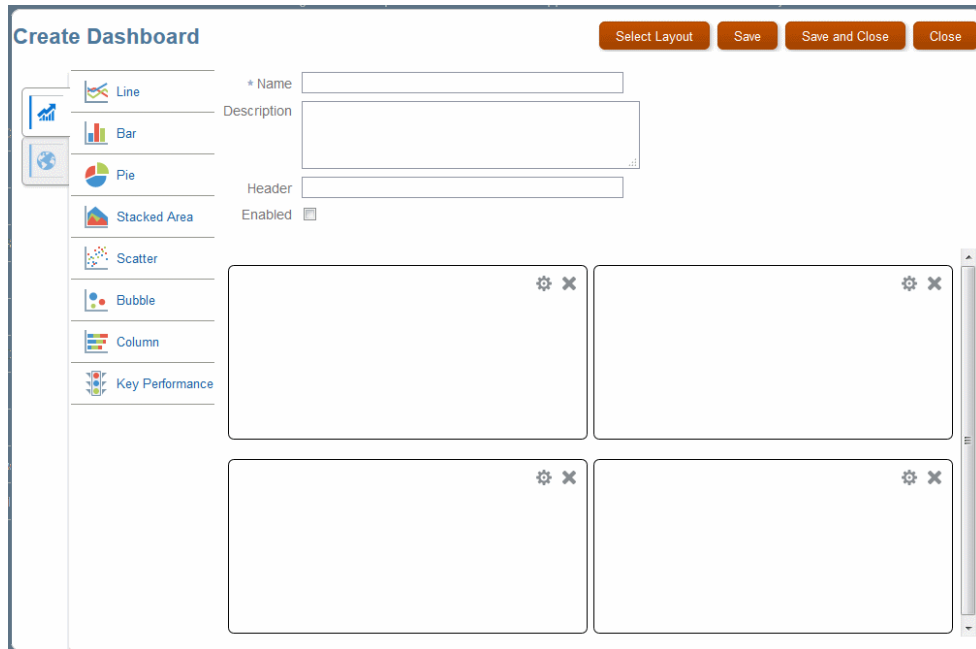 Create Dashboard
Select Layout
Save
Save and Close
Close
Line
Bar
Pie
Stacked Area
Scatter
Bubble
Column
Key Performance
* Name
Description
Header
Enabled